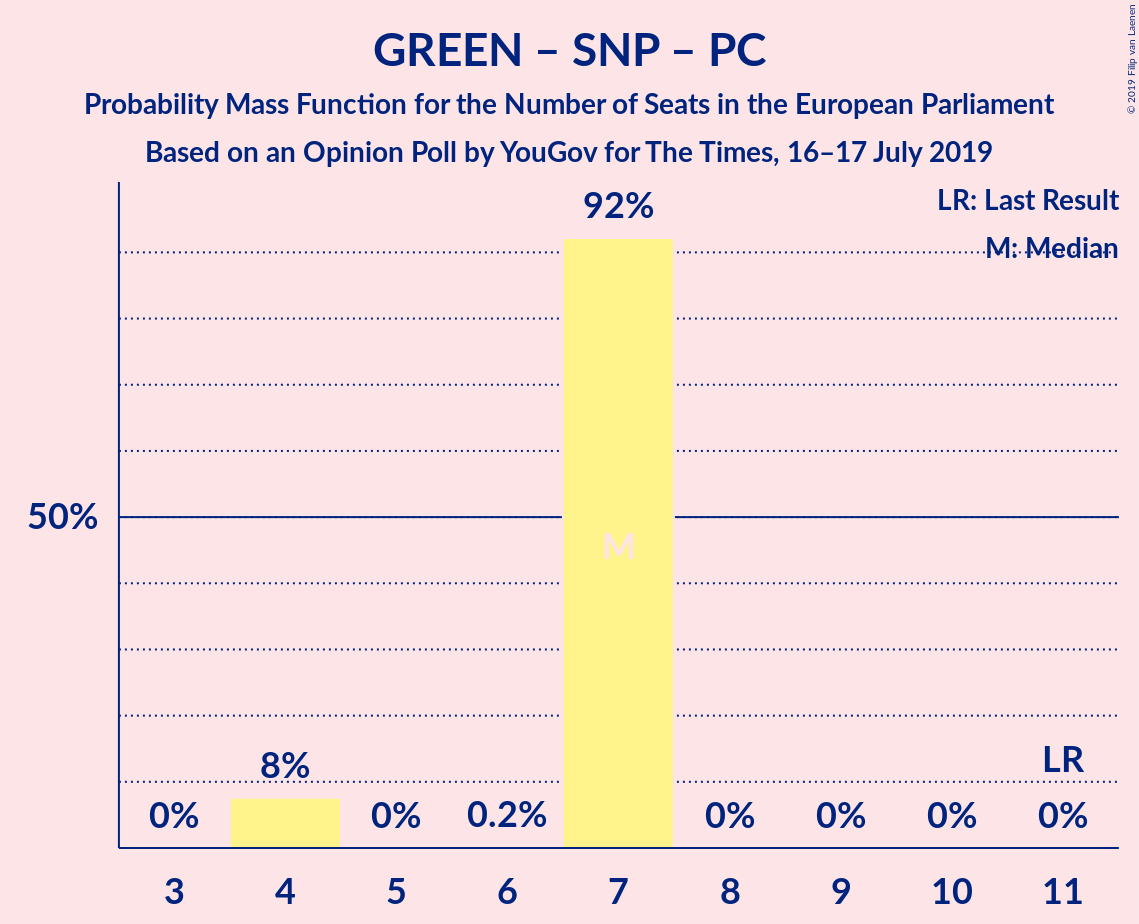 GREEN – SNP – PC
Probability Mass Function for the Number of Seats in the European Parliament
Based on an Opinion Poll by YouGov for The Times, 16–17 July 2019
© 2019 Filip van Laenen
LR: Last Result
M: Median
92%
50%
M
8%
LR
0%
0%
0.2%
0%
0%
0%
0%
3 4 5 6 7 8 9 10 11